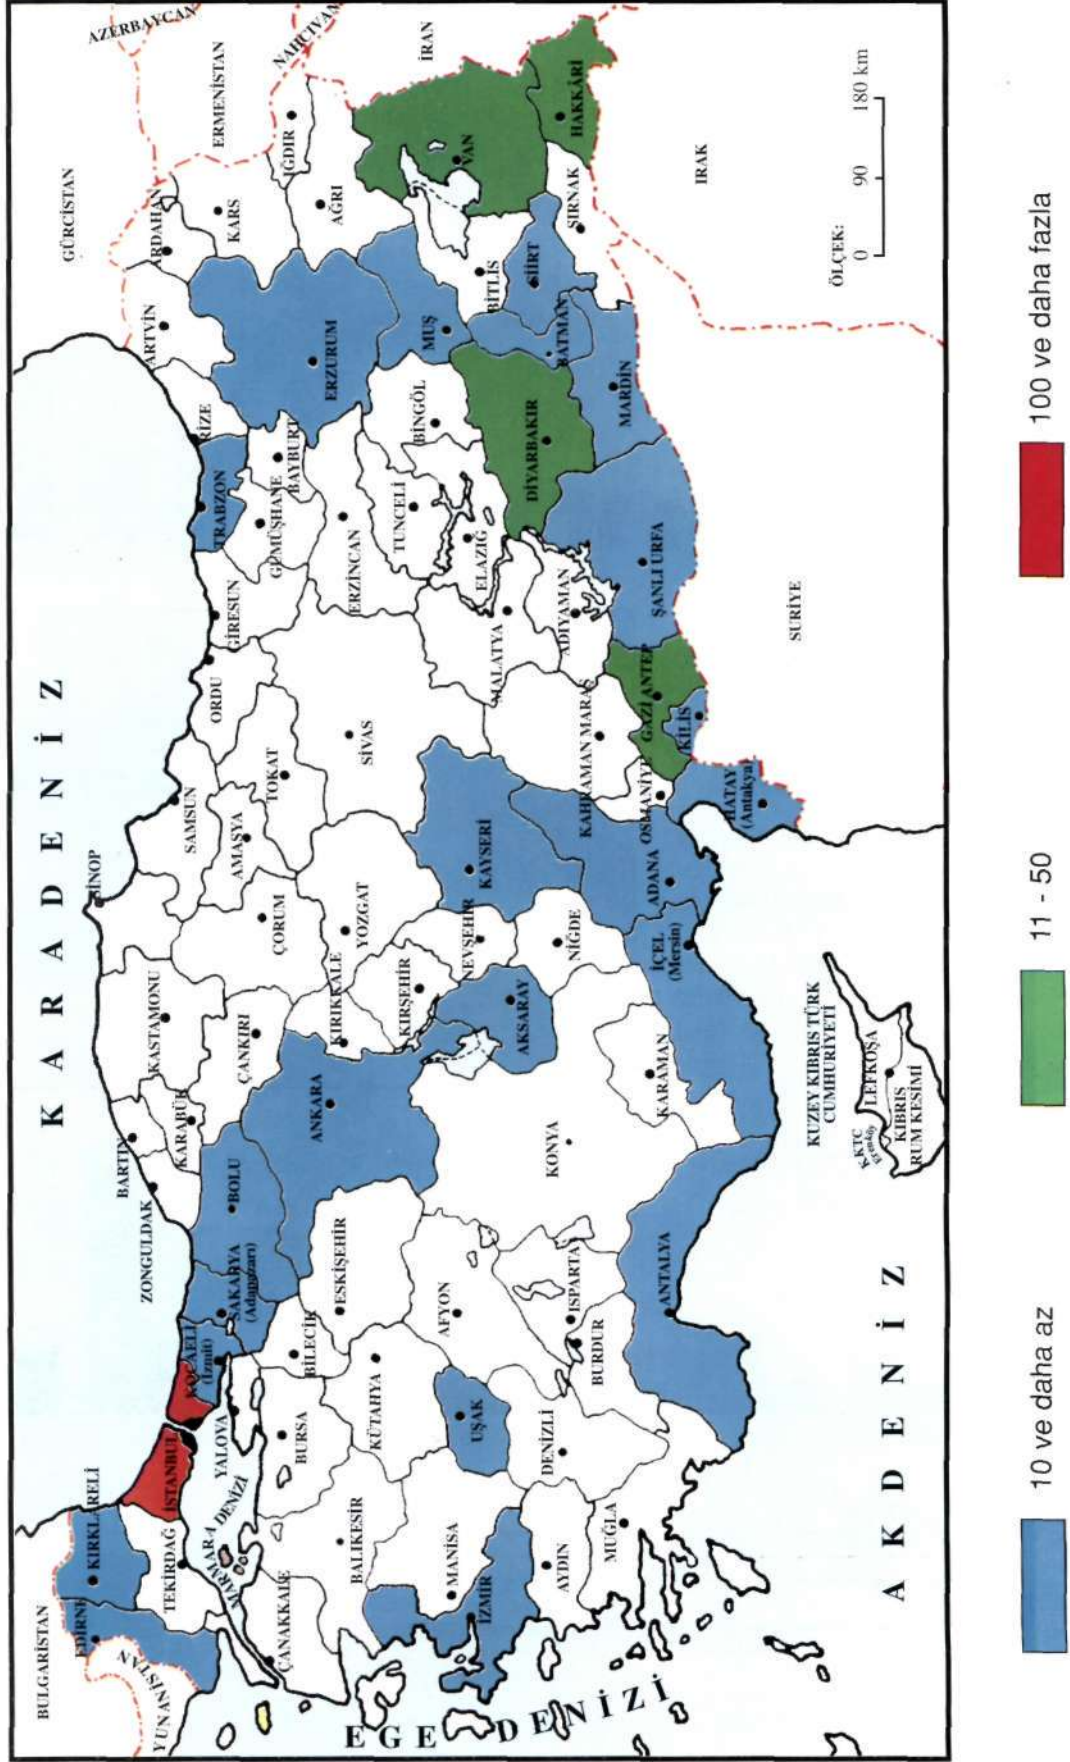 BULGARİSTAN
YUNANİSTAN
KARADENİZ
GÜRCİSTAN
AZERBAYCAN
ERMENİSTAN
NAHCIVAN
İRAN
IRAK
SURİYE
EDİRNE
KIRKLARELİ
TEKİRDAĞ
İSTANBUL
MARMARA DENİZİ
ÇANAKKALE
YALOVA
KOCAELİ
(İzmit)
SAKARYA
(Adapazarı)
BOLU
ZONGULDAK
BARTIN
KARABÜK
KASTAMONU
SİNOP
ÇANKIRI
ÇORUM
SAMSUN
AMASYA
TOKAT
ORDU
GİRESUN
GÜMÜŞHANE
TRABZON
BAYBURT
RİZE
ARTVİN
ARDAHAN
KARS
IĞDIR
AĞRI
ERZURUM
ERZİNCAN
BALIKESİR
BURSA
BİLECİK
KÜTAHYA
ESKİŞEHİR
ANKARA
KIRIKKALE
KIRŞEHİR
YOZGAT
SİVAS
TUNCELİ
BİNGÖL
MUŞ
BİTLİS
VAN
HAKKÂRİ
ŞIRNAK
SİİRT
BATMAN
MARDİN
DİYARBAKIR
ELAZIĞ
MALATYA
ADIYAMAN
ŞANLI URFA
GAZİANTEP
KİLİS
KAHRAMAN MARAŞ
OSMANİYE
HATAY
(Antakya)
ADANA
KAYSERİ
NEVŞEHİR
NİĞDE
AKSARAY
İÇEL
(Mersin)
KARAMAN
KONYA
AFYON
UŞAK
MANİSA
İZMİR
AYDIN
DENİZLİ
MUĞLA
BURDUR
ISPARTA
ANTALYA
EGE DENİZİ
AKDENİZ
KUZEY KIBRIS TÜRK
CUMHURİYETİ
KKTC
Erenköy
LEFKOŞA
KIBRIS
RUM KESİMİ
ÖLÇEK:
0 90 180 km
10 ve daha az
11 - 50
100 ve daha fazla